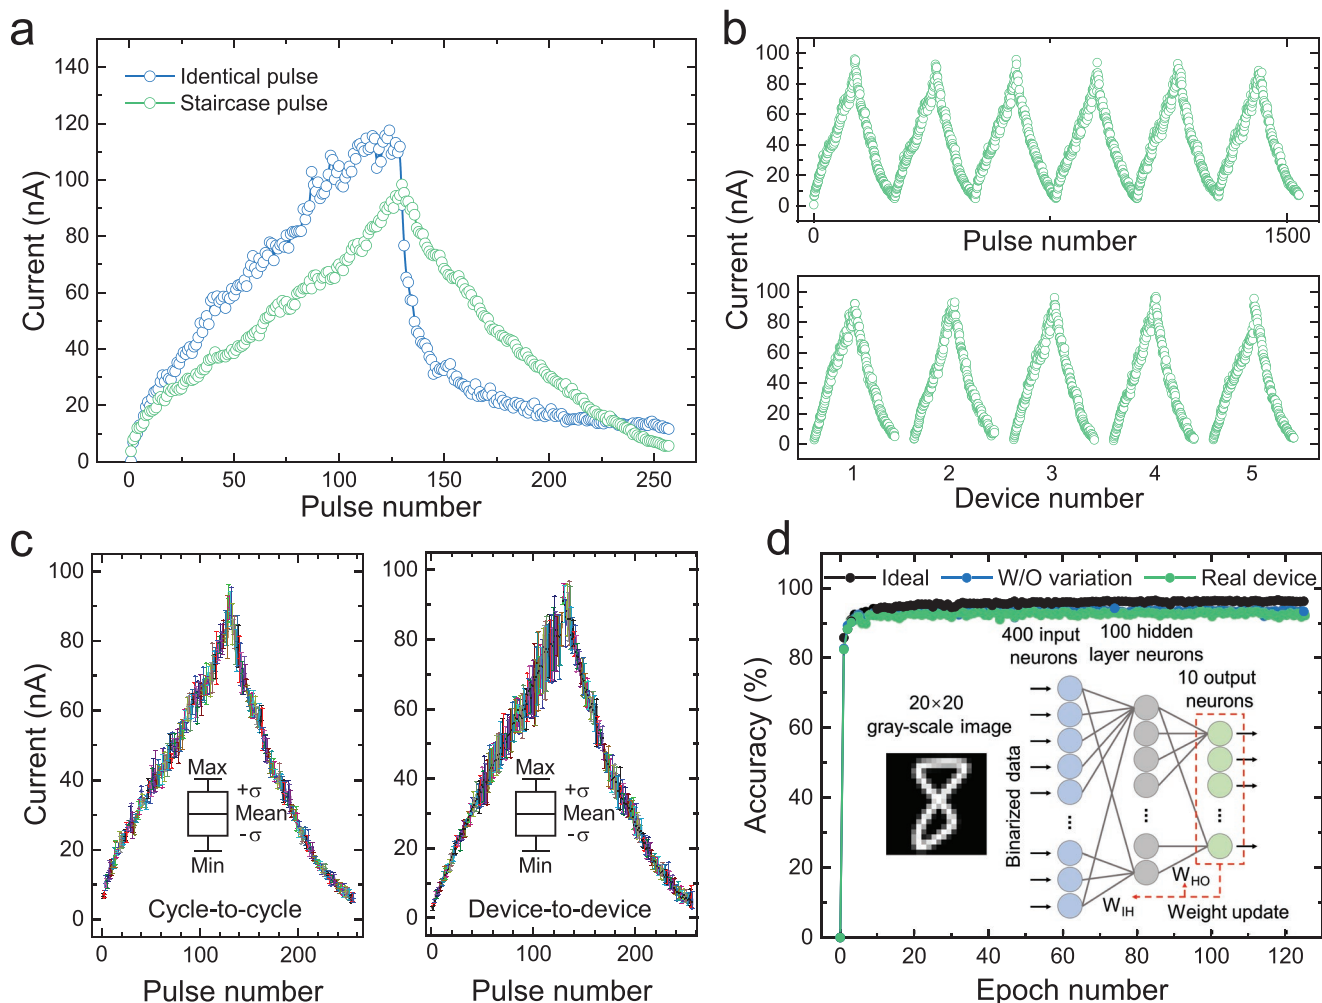 a
140
120
100
80
60
40
20
0
Identical pulse
Staircase pulse
Current (nA)
0 50 100 150 200 250
Pulse number
b
100
80
60
40
20
0
0 1500
Pulse number
Current (nA)
100
80
60
40
20
0
1 2 3 4 5
Device number
c
100
80
60
40
20
0
Current (nA)
Max
+σ
Mean
-σ
Min
Cycle-to-cycle
0 100 200
Pulse number
100
80
60
40
20
0
Max
+σ
Mean
-σ
Min
Device-to-device
0 100 200
Pulse number
d
100
80
60
40
20
0
Accuracy (%)
Ideal W/O variation Real device
400 input
neurons
100 hidden
layer neurons
10 output
neurons
20×20
gray-scale image
Binarized data
W_IH
W_HO
Weight update
0 20 40 60 80 100 120
Epoch number